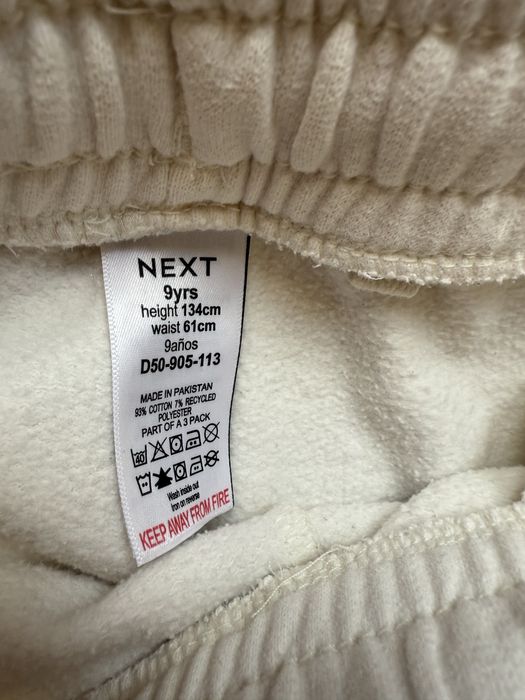 NEXT
9yrs
height 134cm
waist 61cm
9años
D50-905-113
MADE IN PAKISTAN
93% COTTON 7% RECYCLED
POLYESTER
PART OF A 3 PACK
40
Wash inside out
Iron on reverse
KEEP AWAY FROM FIRE